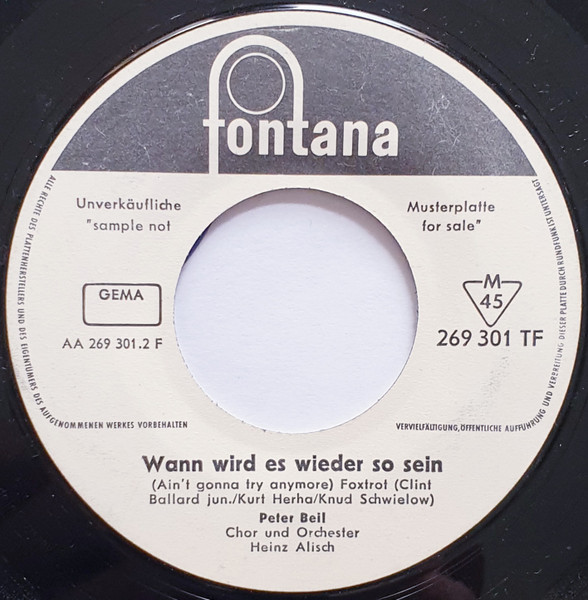 fontana
Unverkäufliche
"sample not
Musterplatte
for sale"
GEMA
AA 269 301.2 F
M
45
269 301 TF
ALLE RECHTE DES PLATTENHERSTELLERS UND DES EIGENTÜMERS DES AUFGENOMMENEN WERKES VORBEHALTEN
VERVIELFÄLTIGUNG, ÖFFENTLICHE AUFFÜHRUNG UND VERBREITUNG DIESER PLATTE DURCH RUNDFUNK IST UNTERSAGT
Wann wird es wieder so sein
(Ain't gonna try anymore) Foxtrot (Clint
Ballard jun./Kurt Herha/Knud Schwielow)
Peter Beil
Chor und Orchester
Heinz Alisch